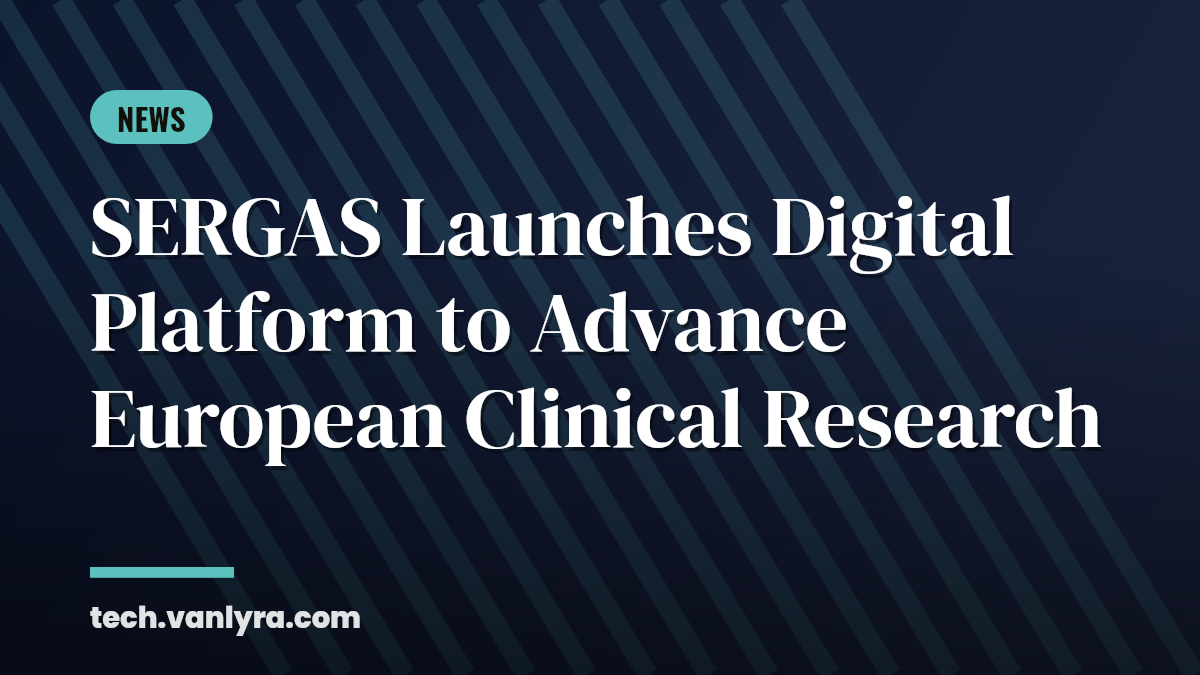 NEWS
SERGAS Launches Digital
Platform to Advance
European Clinical Research
tech.vanlyra.com